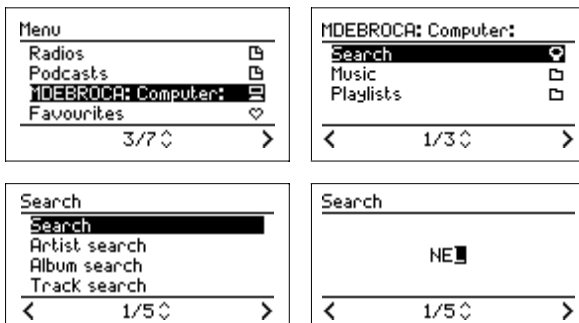 Menu
Radios
Podcasts
MDEBROCA: Computer:
Favourites
3/7
MDEBROCA: Computer:
Search
Music
Playlists
1/3
Search
Search
Artist search
Album search
Track search
1/5
Search
NE
1/5